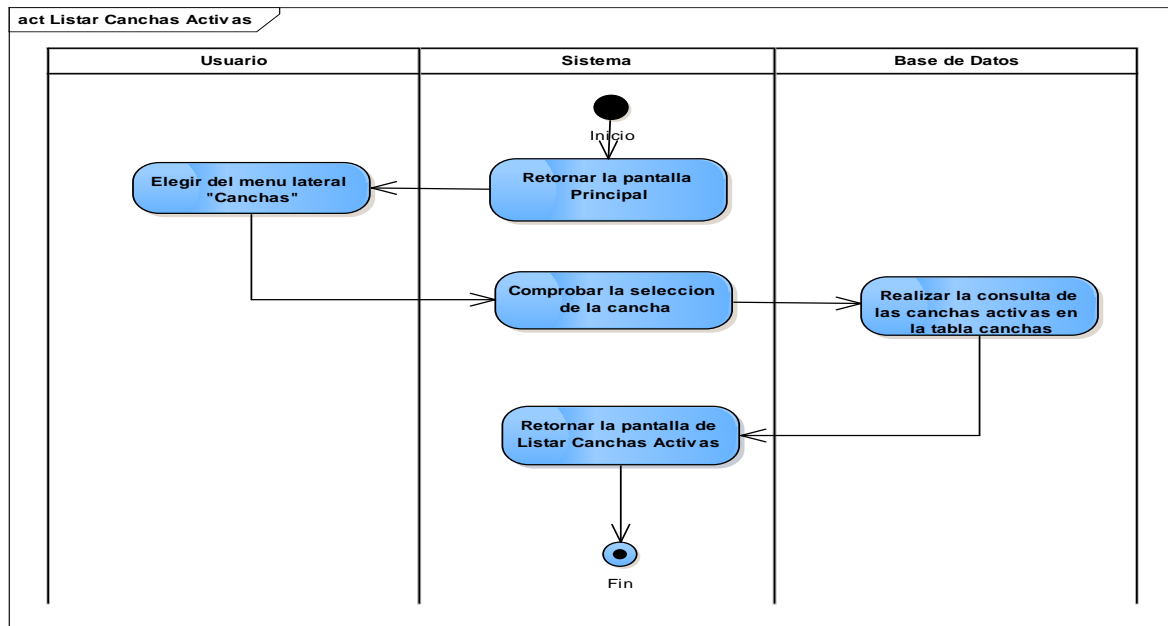 act Listar Canchas Activas
Usuario
Sistema
Base de Datos
Inicio
Retornar la pantalla
Principal
Elegir del menu lateral
"Canchas"
Comprobar la seleccion
de la cancha
Realizar la consulta de
las canchas activas en
la tabla canchas
Retornar la pantalla de
Listar Canchas Activas
Fin